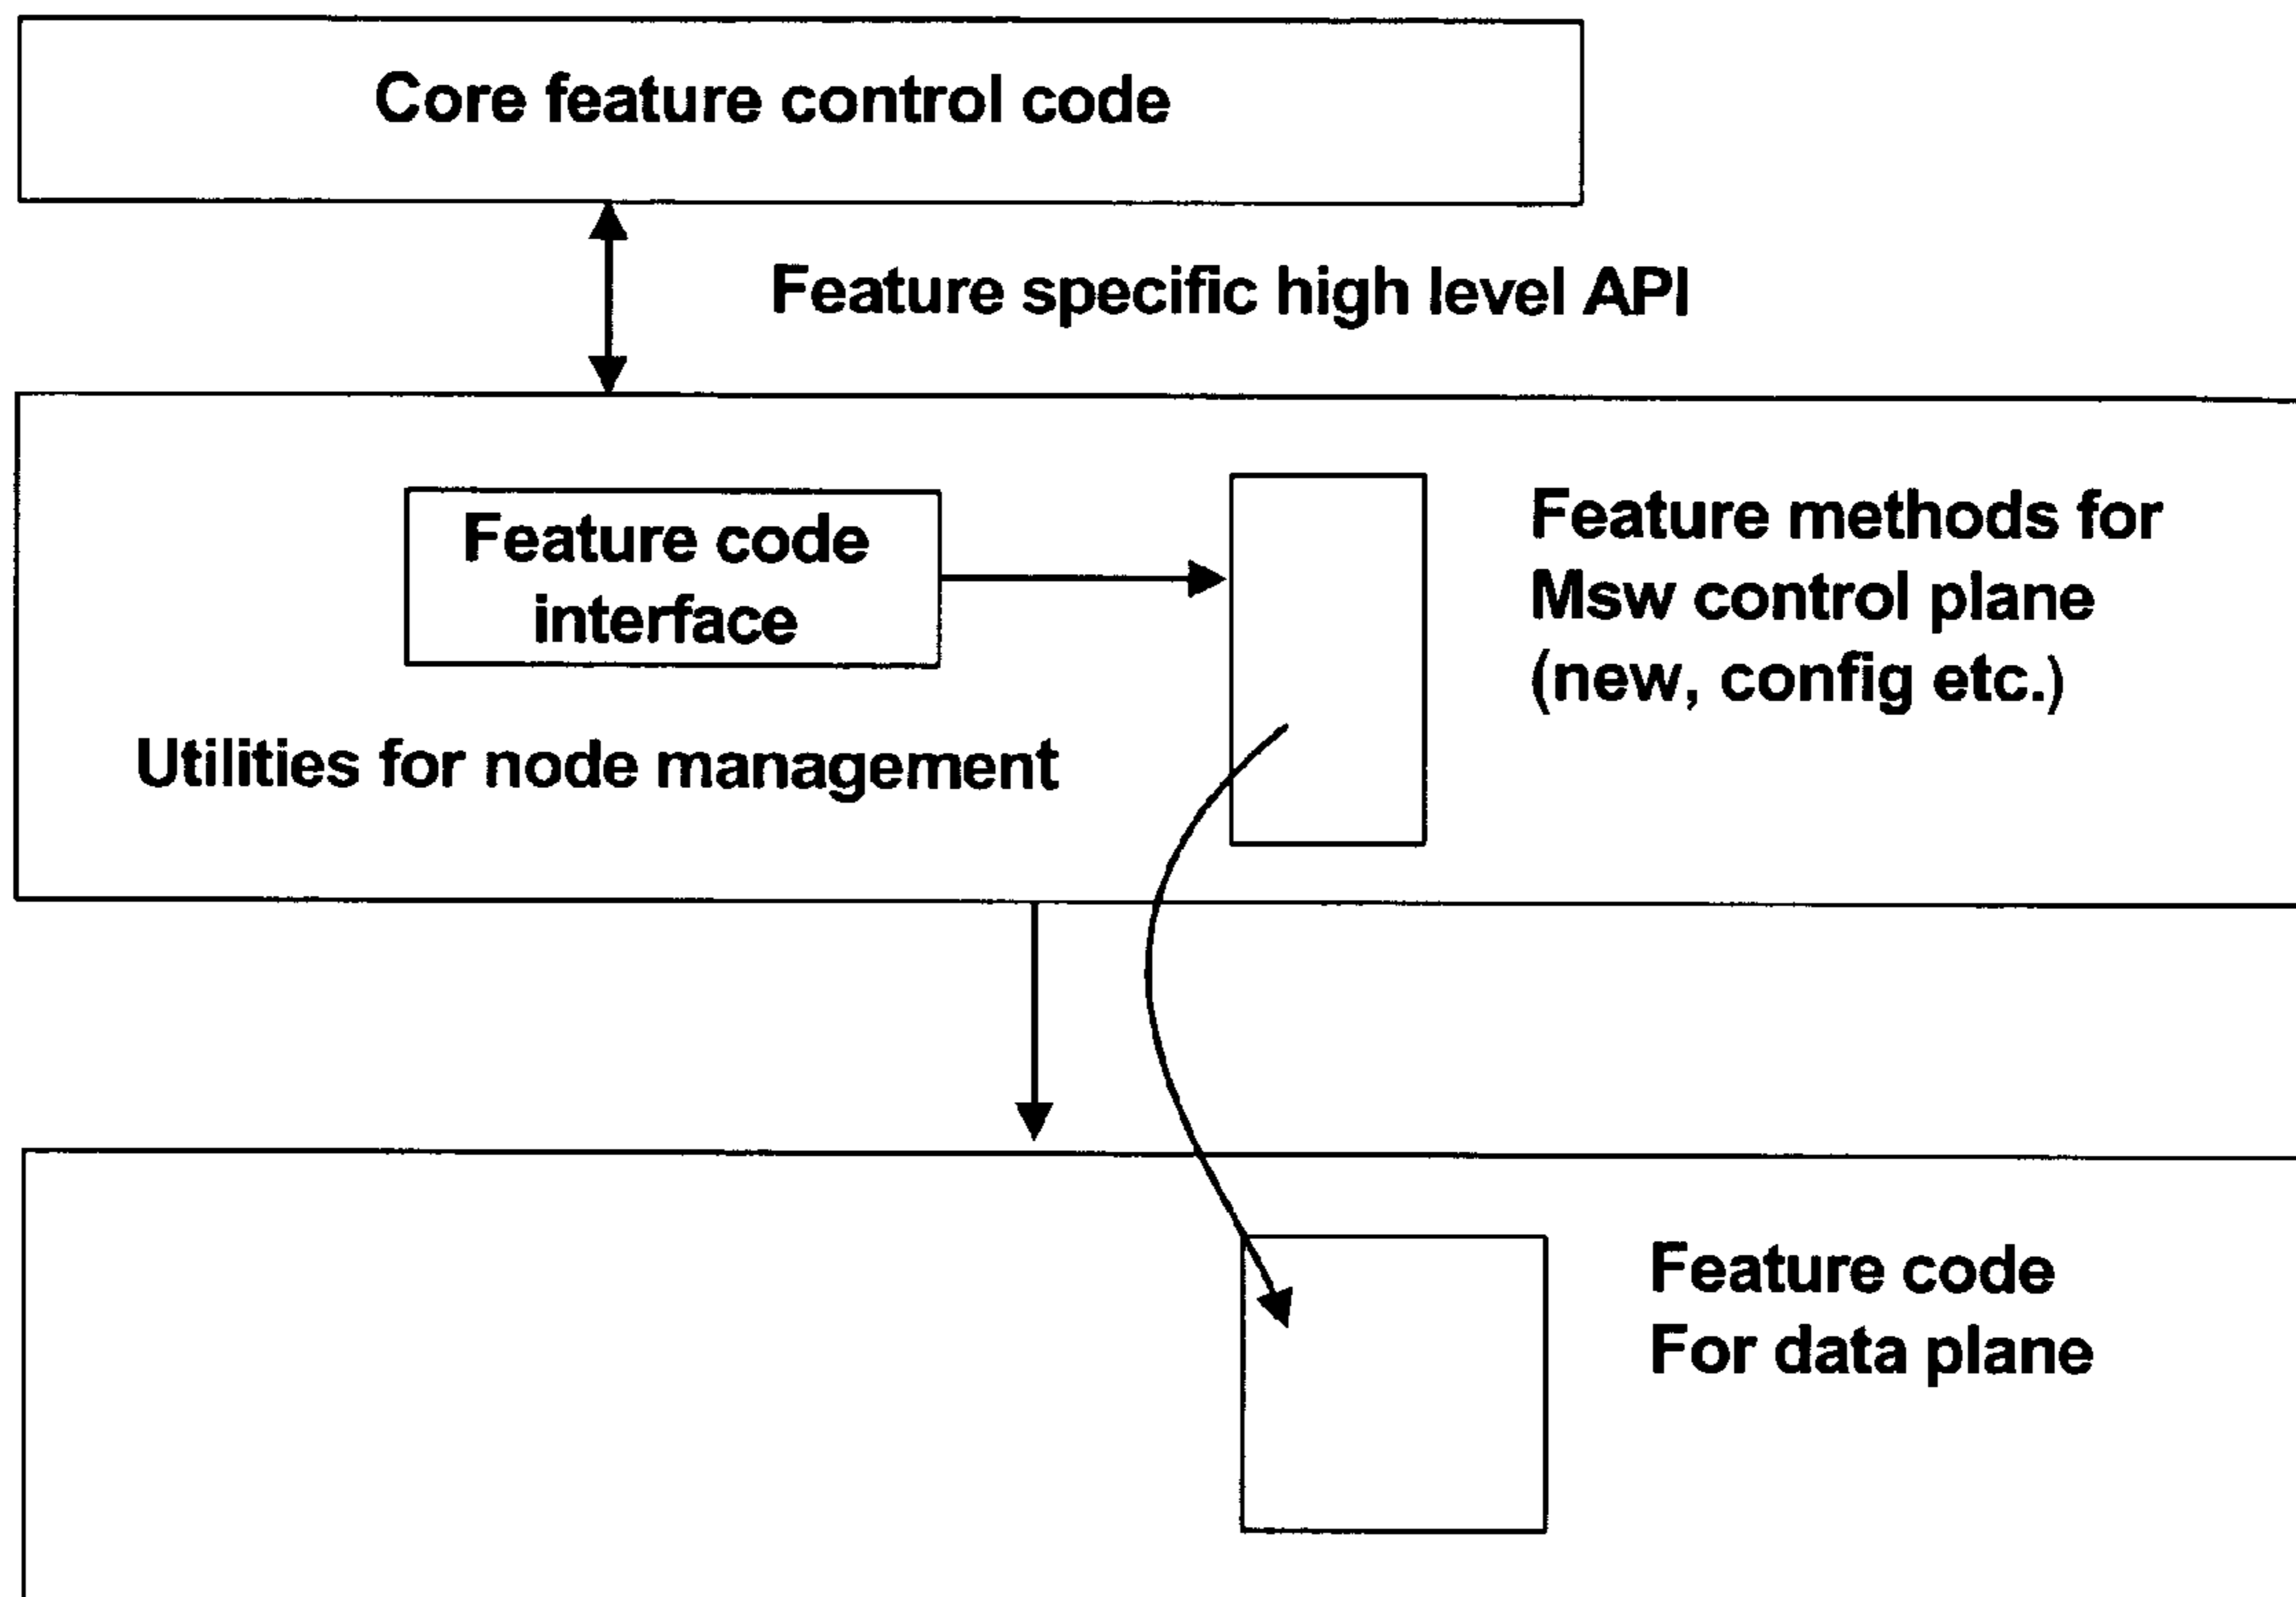 Core feature control code
Feature specific high level API
Feature code
interface
Feature methods for
Msw control plane
(new, config etc.)
Utilities for node management
Feature code
For data plane